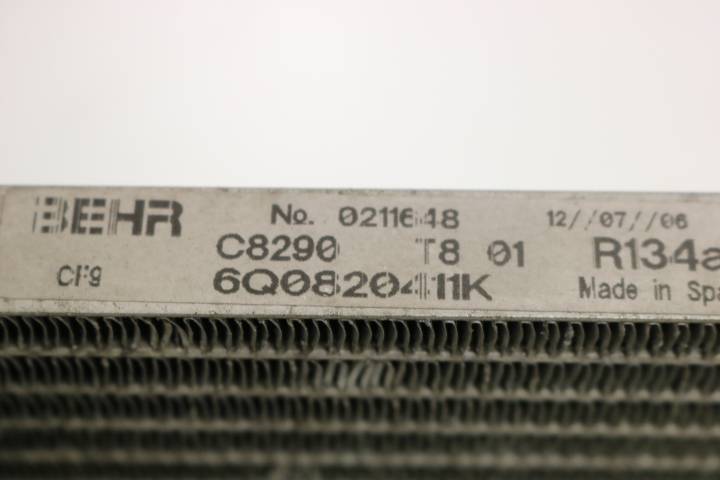 BEHR No. 0211648 12//07//06
C8290 T8 01 R134a
CF9 6Q0820411K Made in Spa